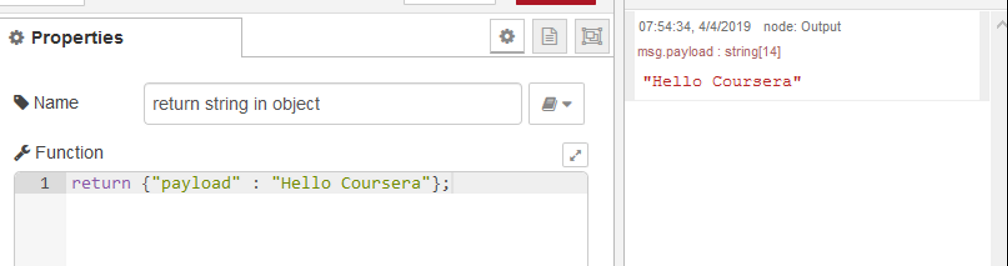 Properties
Name
return string in object
Function
1 return {"payload" : "Hello Coursera"};
07:54:34, 4/4/2019 node: Output
msg.payload : string[14]
"Hello Coursera"